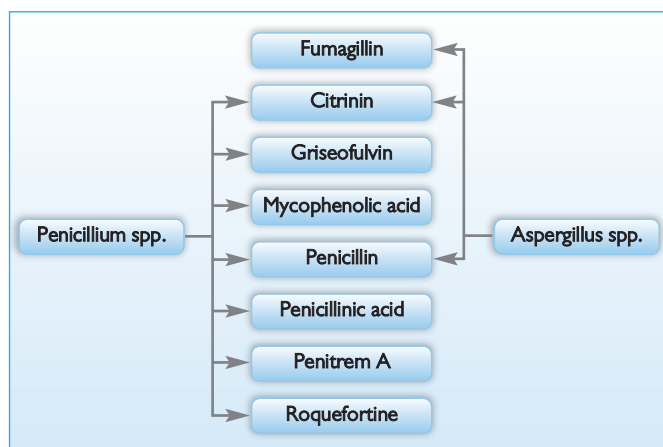 Fumagillin
Citrinin
Griseofulvin
Mycophenolic acid
Penicillium spp.
Penicillin
Aspergillus spp.
Penicillinic acid
Penitrem A
Roquefortine